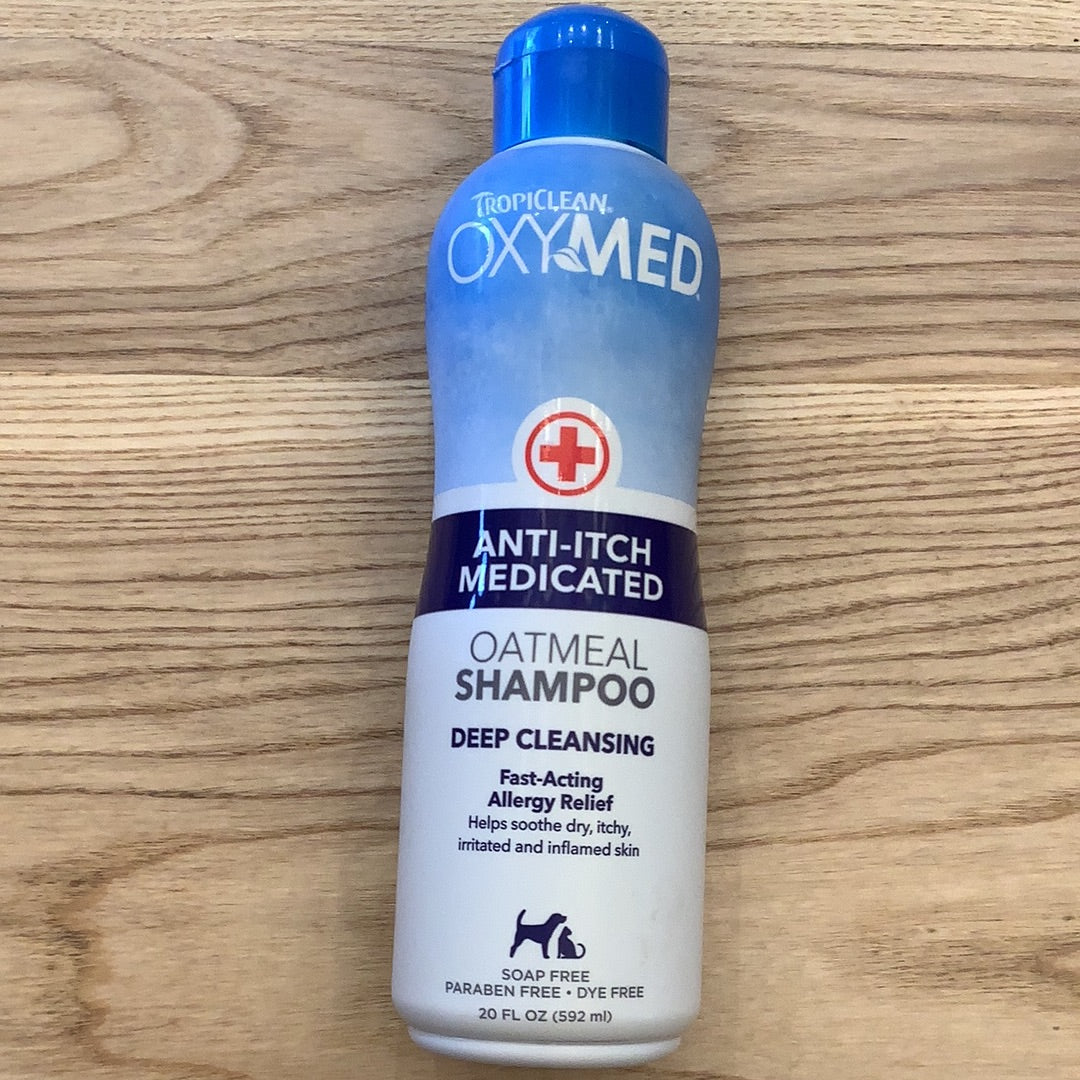 TROPICLEAN®
OXYMED®
ANTI-ITCH
MEDICATED
OATMEAL
SHAMPOO
DEEP CLEANSING
Fast-Acting
Allergy Relief
Helps soothe dry, itchy,
irritated and inflamed skin
SOAP FREE
PARABEN FREE • DYE FREE
20 FL OZ (592 ml)